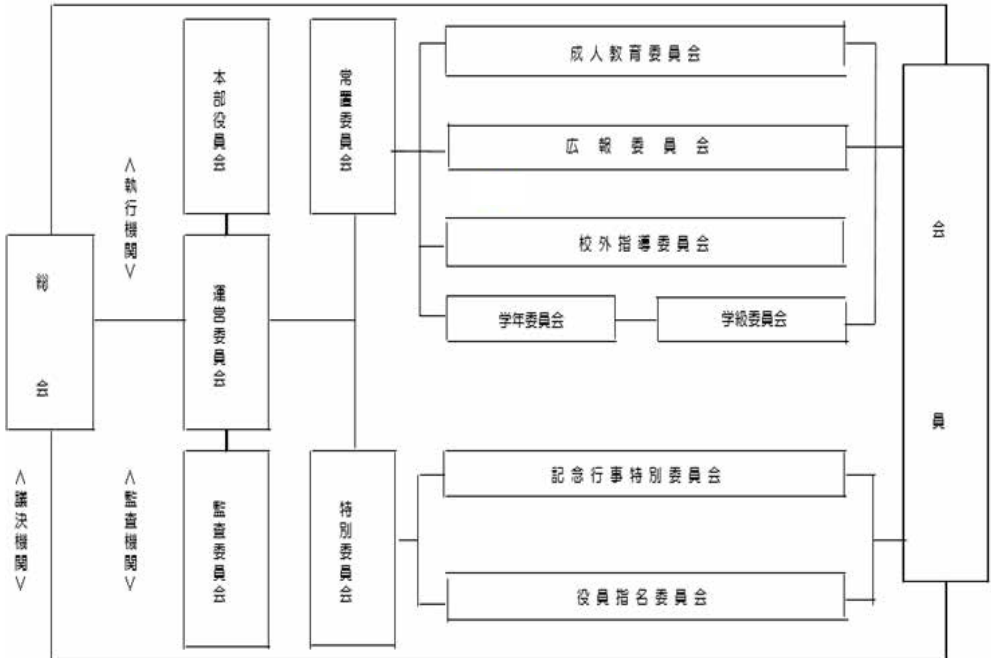 本部役員会
常置委員会
成人教育委員会
広報委員会
校外指導委員会
学年委員会
学級委員会
会員
<執行機関>
総会
運営委員会
<議決機関>
<監査機関>
監査委員会
特別委員会
記念行事特別委員会
役員指名委員会